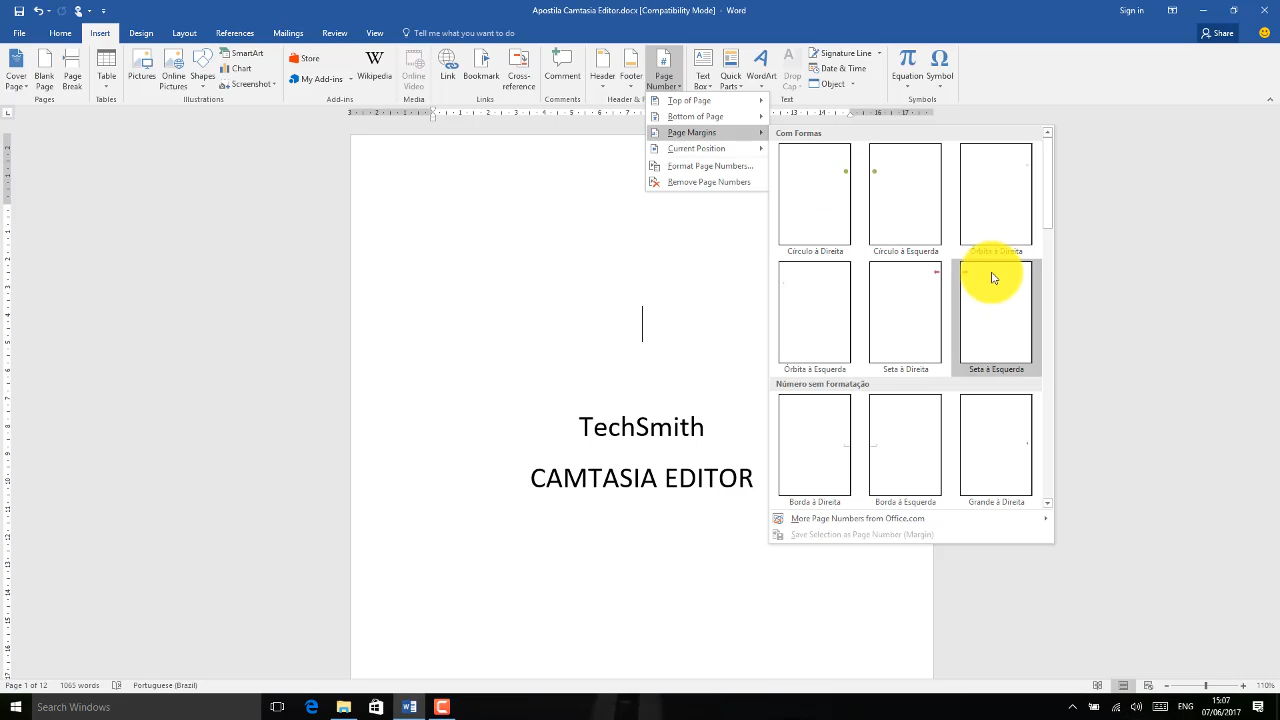 Apostila Camtasia Editor.docx [Compatibility Mode] - Word
Sign in
File Home Insert Design Layout References Mailings Review View Tell me what you want to do
Share
Cover Page
Blank Page
Page Break
Pages
Table
Tables
Pictures
Online Pictures
Shapes
SmartArt
Chart
Screenshot
Illustrations
Store
My Add-ins
Wikipedia
Add-ins
Online Video
Media
Link
Bookmark
Cross-reference
Links
Comment
Comments
Header
Footer
Page Number
Header & F
Text Box
Quick Parts
WordArt
Drop Cap
Signature Line
Date & Time
Object
Text
Equation
Symbol
Symbols
Top of Page
Bottom of Page
Page Margins
Current Position
Format Page Numbers...
Remove Page Numbers
Com Formas
Círculo à Direita
Círculo à Esquerda
Órbita à Direita
Órbita à Esquerda
Seta à Direita
Seta à Esquerda
Número sem Formatação
Borda à Direita
Borda à Esquerda
Grande à Direita
More Page Numbers from Office.com
Save Selection as Page Number (Margin)
TechSmith
CAMTASIA EDITOR
Page 1 of 12 1065 words Portuguese (Brazil)
110%
Search Windows
ENG
15:07
07/06/2017